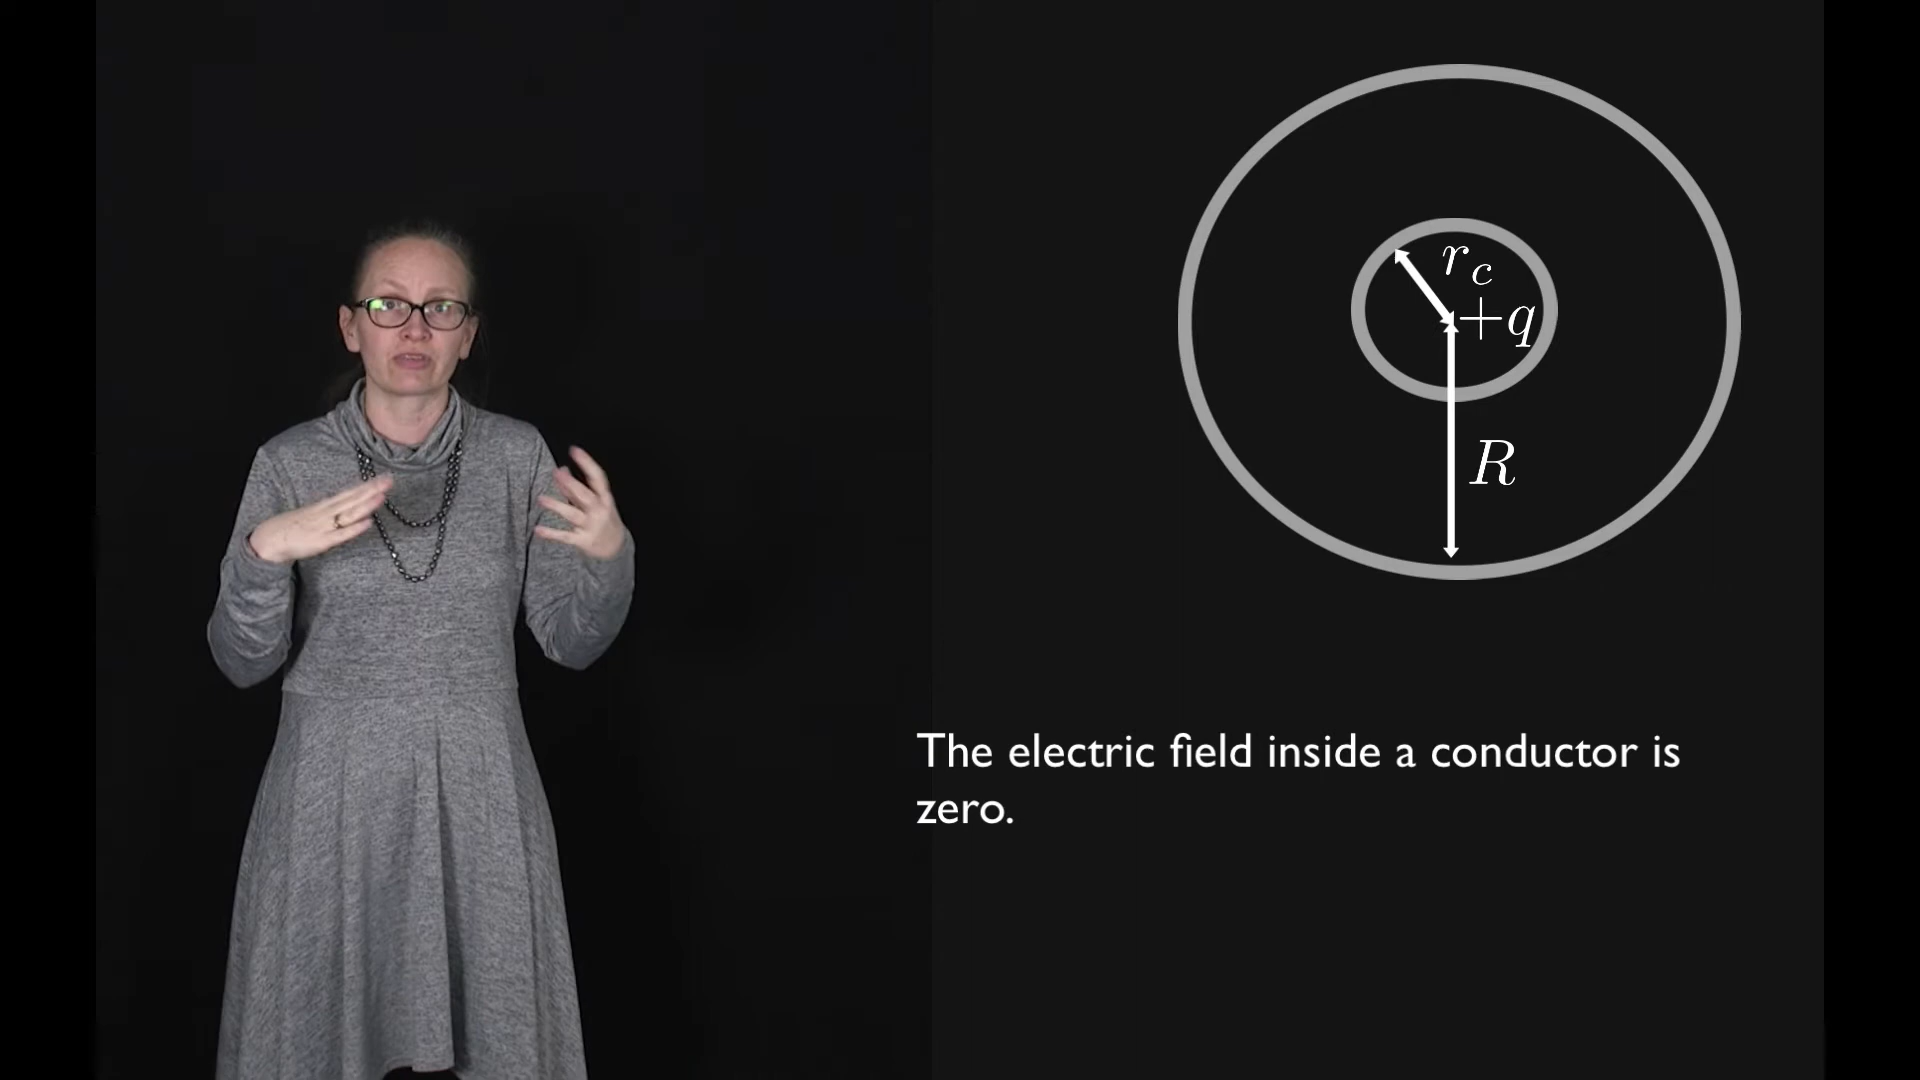 r_c
+q
R
The electric field inside a conductor is
zero.